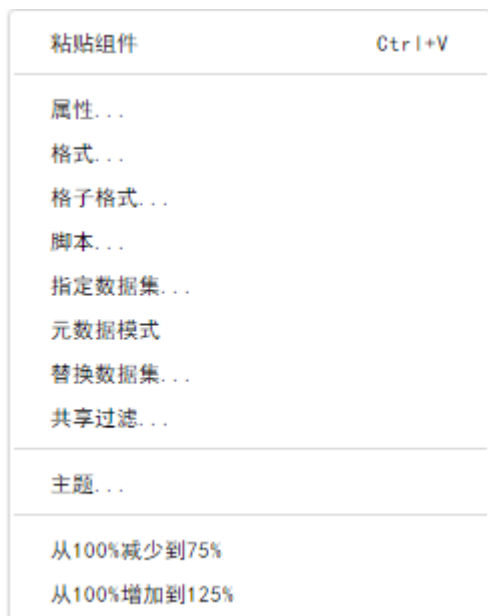 粘贴组件 Ctrl+V
属性...
格式...
格子格式...
脚本...
指定数据集...
元数据模式
替换数据集...
共享过滤...
主题...
从100%减少到75%
从100%增加到125%